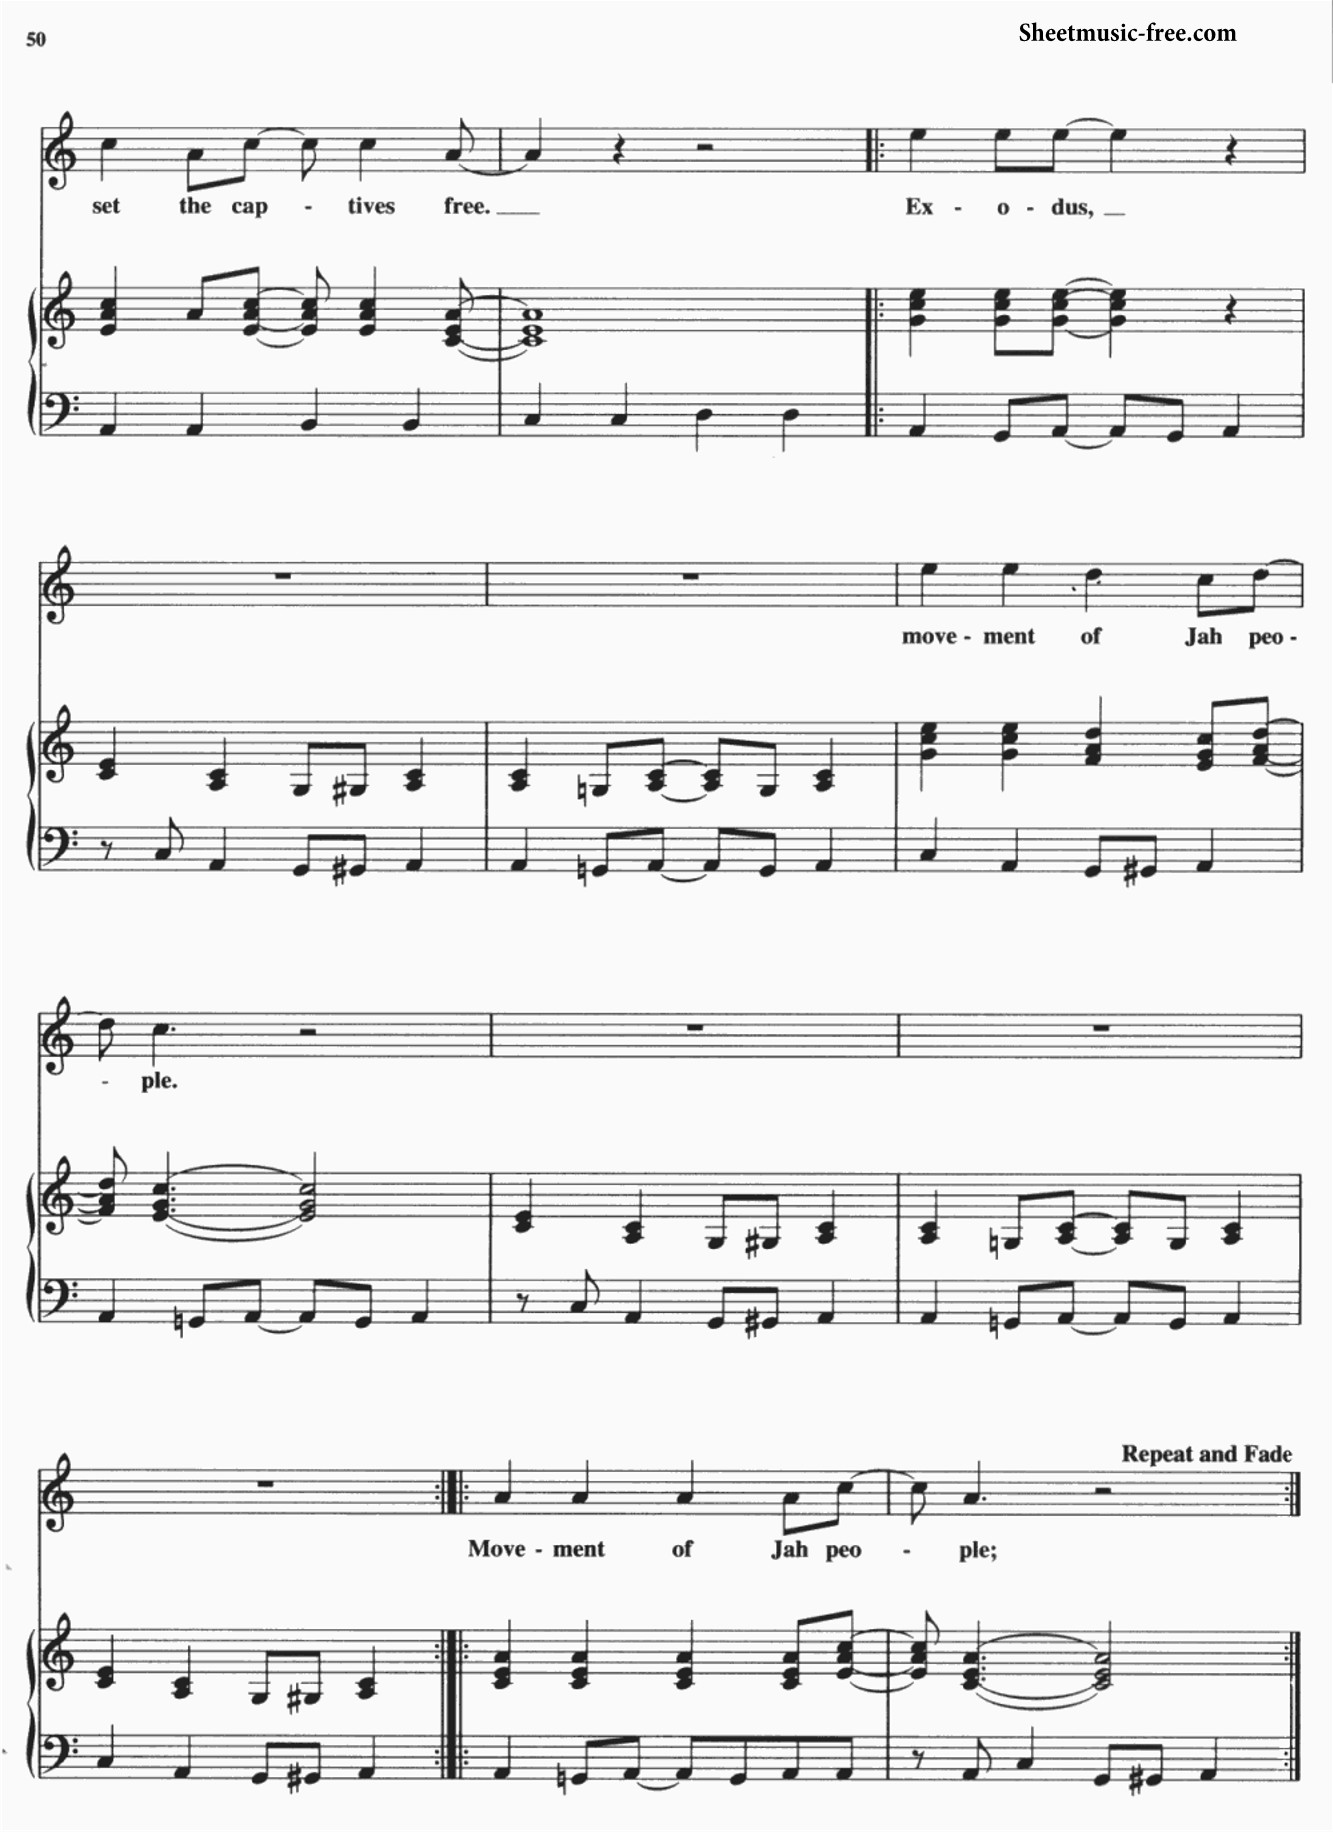 50
Sheetmusic-free.com
set the cap - tives free.
Ex - o - dus,
move - ment of Jah peo -
- ple.
Repeat and Fade
Move - ment of Jah peo - ple;